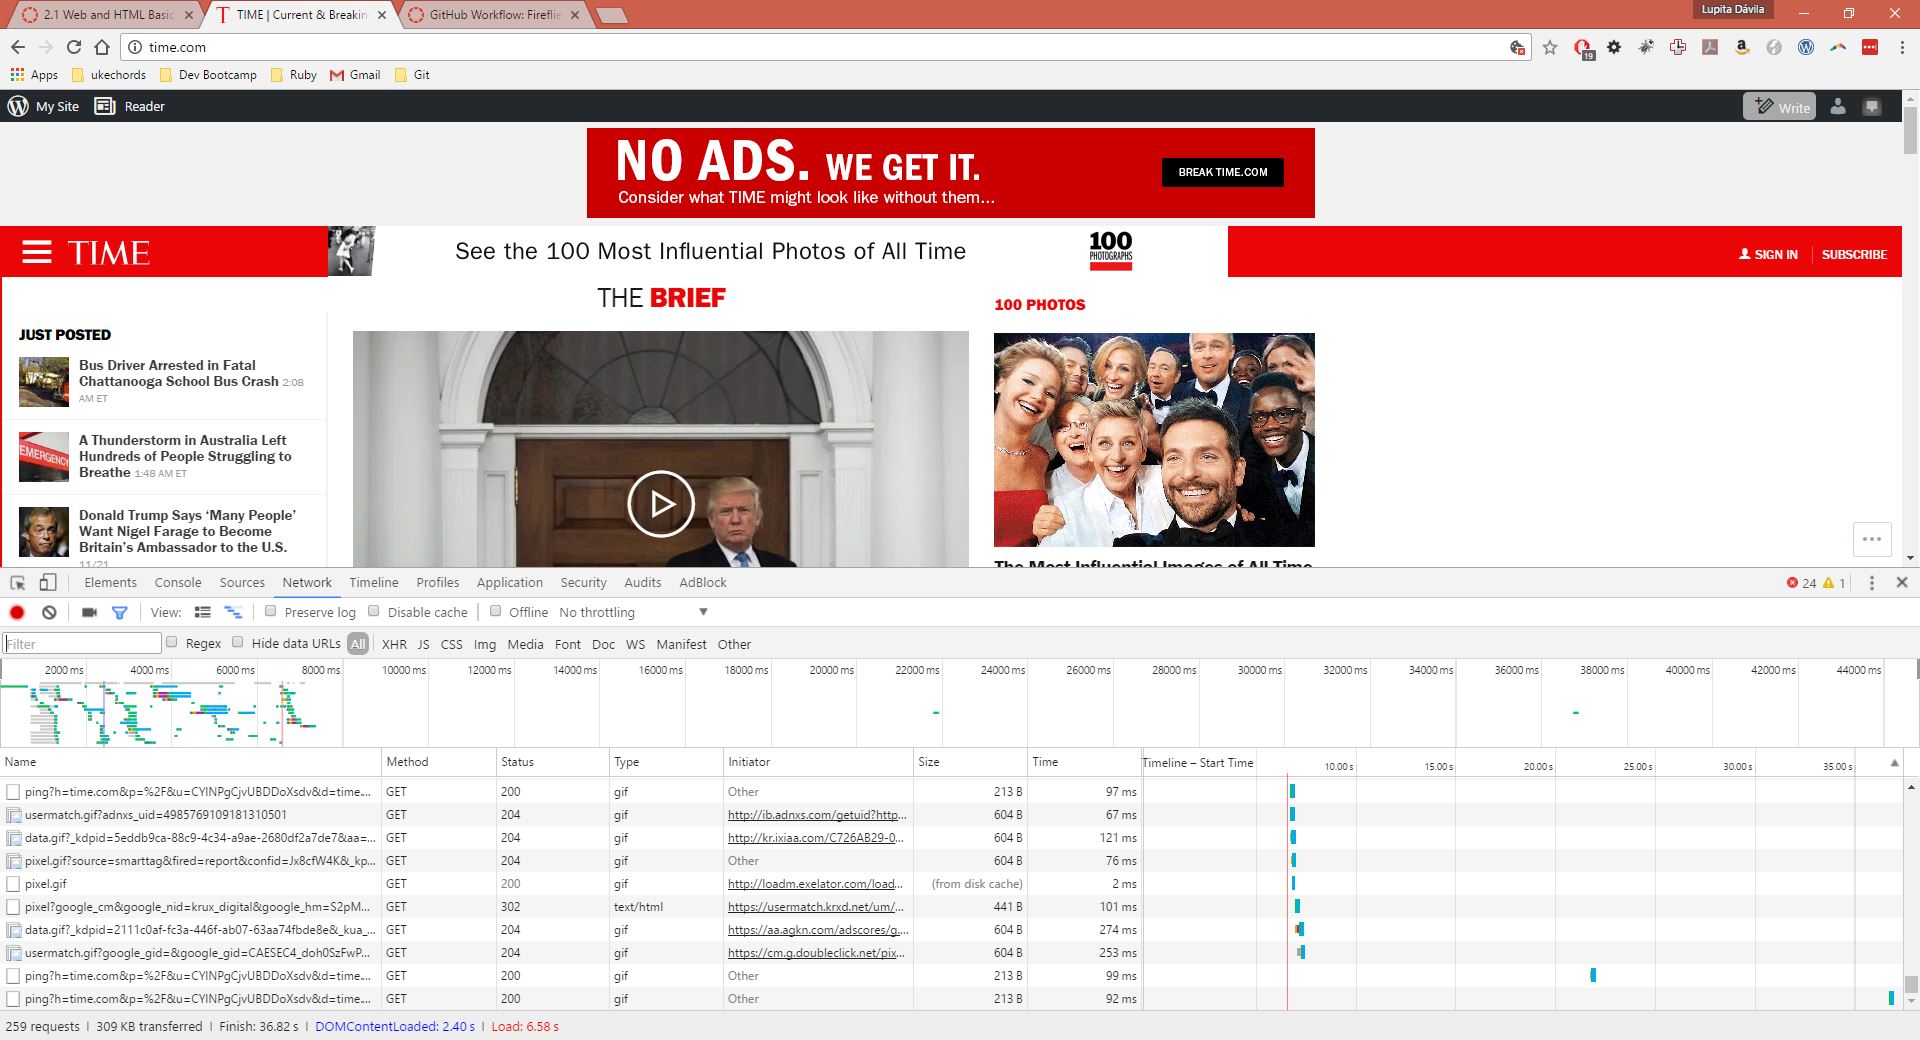 2.1 Web and HTML Basic
TIME | Current & Breakin
GitHub Workflow: Fireflie
Lupita Dávila
time.com
19
Apps
ukechords
Dev Bootcamp
Ruby
Gmail
Git
My Site
Reader
Write
NO ADS. WE GET IT.
Consider what TIME might look like without them...
BREAK TIME.COM
TIME
See the 100 Most Influential Photos of All Time
100
PHOTOGRAPHS
SIGN IN
SUBSCRIBE
THE BRIEF
100 PHOTOS
JUST POSTED
Bus Driver Arrested in Fatal
Chattanooga School Bus Crash 2:08
AM ET
EMERGENCY
A Thunderstorm in Australia Left
Hundreds of People Struggling to
Breathe 1:48 AM ET
Donald Trump Says ‘Many People’
Want Nigel Farage to Become
Britain’s Ambassador to the U.S.
11/21
The Most Influential Images of All Time
Elements Console Sources Network Timeline Profiles Application Security Audits AdBlock
24 1
View: Preserve log Disable cache Offline No throttling
Filter Regex Hide data URLs All XHR JS CSS Img Media Font Doc WS Manifest Other
2000 ms 4000 ms 6000 ms 8000 ms 10000 ms 12000 ms 14000 ms 16000 ms 18000 ms 20000 ms 22000 ms 24000 ms 26000 ms 28000 ms 30000 ms 32000 ms 34000 ms 36000 ms 38000 ms 40000 ms 42000 ms 44000 ms
Name Method Status Type Initiator Size Time Timeline – Start Time 10.00 s 15.00 s 20.00 s 25.00 s 30.00 s 35.00 s
ping?h=time.com&p=%2F&u=CYINPgCjvUBDDoXsdv&d=time.... GET 200 gif Other 213 B 97 ms
usermatch.gif?adnxs_uid=4985769109181310501 GET 204 gif http://ib.adnxs.com/getuid?http... 604 B 67 ms
data.gif?_kdpid=5eddb9ca-88c9-4c34-a9ae-2680df2a7de7&aa=... GET 204 gif http://kr.ixiaa.com/C726AB29-0... 604 B 121 ms
pixel.gif?source=smarttag&fired=report&confid=Jx8cfW4K&_kp... GET 204 gif Other 604 B 76 ms
pixel.gif GET 200 gif http://loadm.exelator.com/load... (from disk cache) 2 ms
pixel?google_cm&google_nid=krux_digital&google_hm=S2pM... GET 302 text/html https://usermatch.krxd.net/um/... 441 B 101 ms
data.gif?_kdpid=2111c0af-fc3a-446f-ab07-63aa74fbde8e&_kua_... GET 204 gif https://aa.agkn.com/adscores/g.... 604 B 274 ms
usermatch.gif?google_gid=&google_gid=CAESEC4_doh0SzFwP... GET 204 gif https://cm.g.doubleclick.net/pix... 604 B 253 ms
ping?h=time.com&p=%2F&u=CYINPgCjvUBDDoXsdv&d=time.... GET 200 gif Other 213 B 99 ms
ping?h=time.com&p=%2F&u=CYINPgCjvUBDDoXsdv&d=time.... GET 200 gif Other 213 B 92 ms
259 requests | 309 KB transferred | Finish: 36.82 s | DOMContentLoaded: 2.40 s | Load: 6.58 s